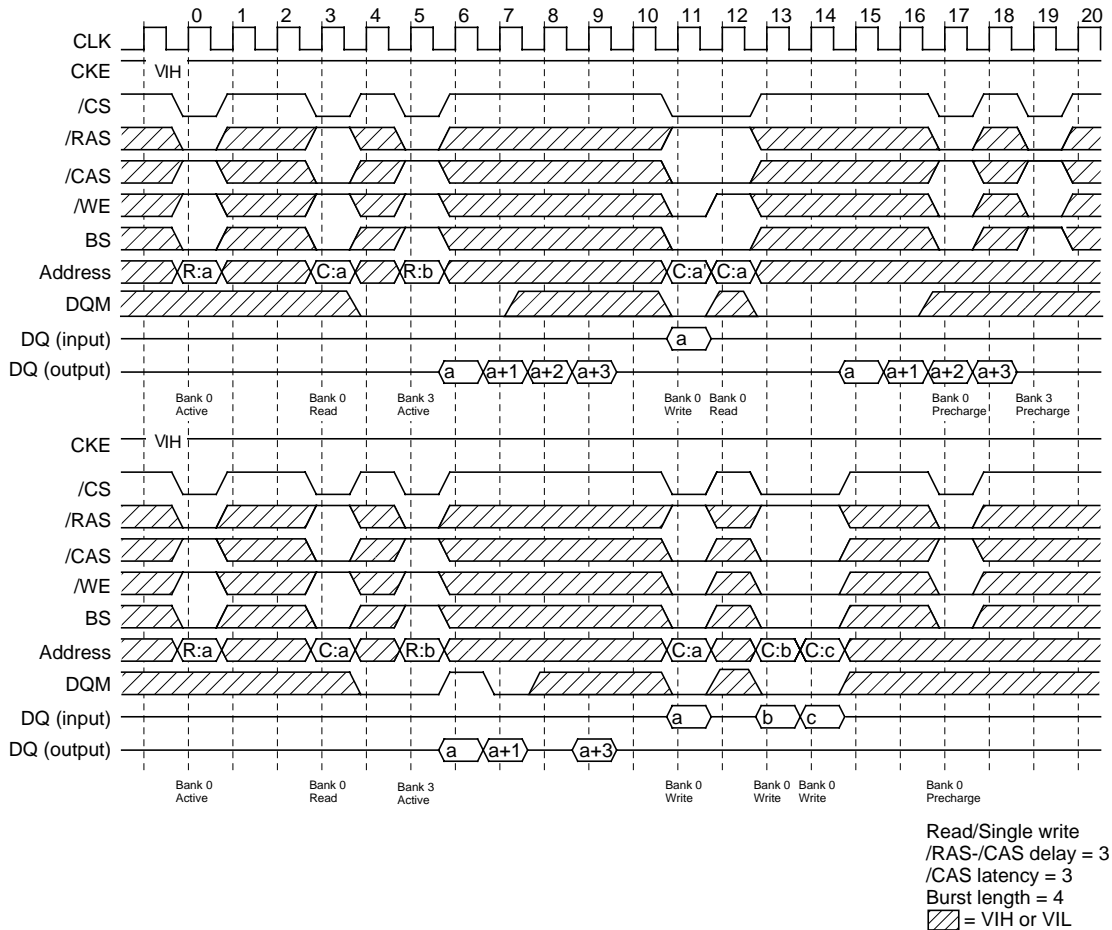 0 1 2 3 4 5 6 7 8 9 10 11 12 13 14 15 16 17 18 19 20
CLK
CKE VIH
/CS
/RAS
/CAS
/WE
BS
Address R:a C:a R:b C:a' C:a
DQM
DQ (input) a
DQ (output) a a+1 a+2 a+3 a a+1 a+2 a+3
Bank 0 Bank 0 Bank 3 Bank 0 Bank 0 Bank 0 Bank 3
Active Read Active Write Read Precharge Precharge
CKE VIH
/CS
/RAS
/CAS
/WE
BS
Address R:a C:a R:b C:a C:b C:c
DQM
DQ (input) a b c
DQ (output) a a+1 a+3
Bank 0 Bank 0 Bank 3 Bank 0 Bank 0 Bank 0 Bank 0
Active Read Active Write Write Write Precharge
Read/Single write
/RAS-/CAS delay = 3
/CAS latency = 3
Burst length = 4
= VIH or VIL